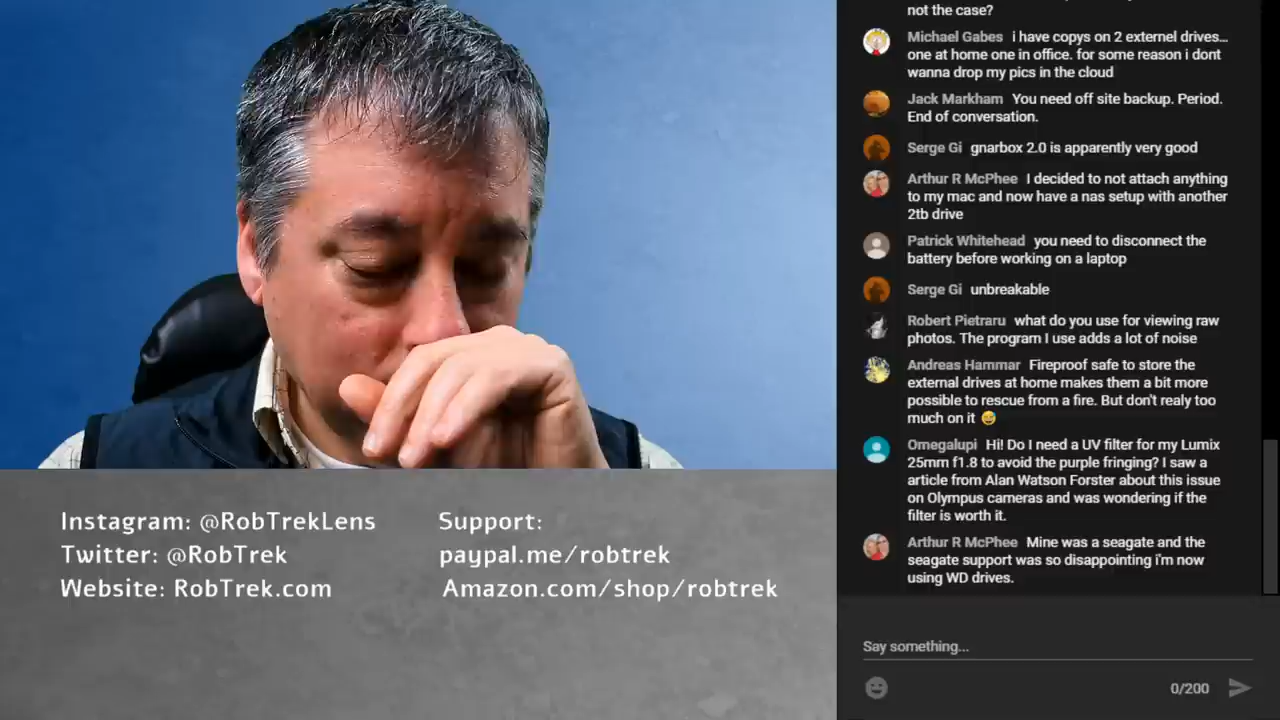 Instagram: @RobTrekLens
Twitter: @RobTrek
Website: RobTrek.com
Support:
paypal.me/robtrek
Amazon.com/shop/robtrek
not the case?
Michael Gabes i have copys on 2 externel drives...
one at home one in office. for some reason i dont
wanna drop my pics in the cloud
Jack Markham You need off site backup. Period.
End of conversation.
Serge Gi gnarbox 2.0 is apparently very good
Arthur R McPhee I decided to not attach anything
to my mac and now have a nas setup with another
2tb drive
Patrick Whitehead you need to disconnect the
battery before working on a laptop
Serge Gi unbreakable
Robert Pietraru what do you use for viewing raw
photos. The program I use adds a lot of noise
Andreas Hammar Fireproof safe to store the
external drives at home makes them a bit more
possible to rescue from a fire. But don't realy too
much on it 😅
Omegalupi Hi! Do I need a UV filter for my Lumix
25mm f1.8 to avoid the purple fringing? I saw a
article from Alan Watson Forster about this issue
on Olympus cameras and was wondering if the
filter is worth it.
Arthur R McPhee Mine was a seagate and the
seagate support was so disappointing i'm now
using WD drives.
Say something...
0/200